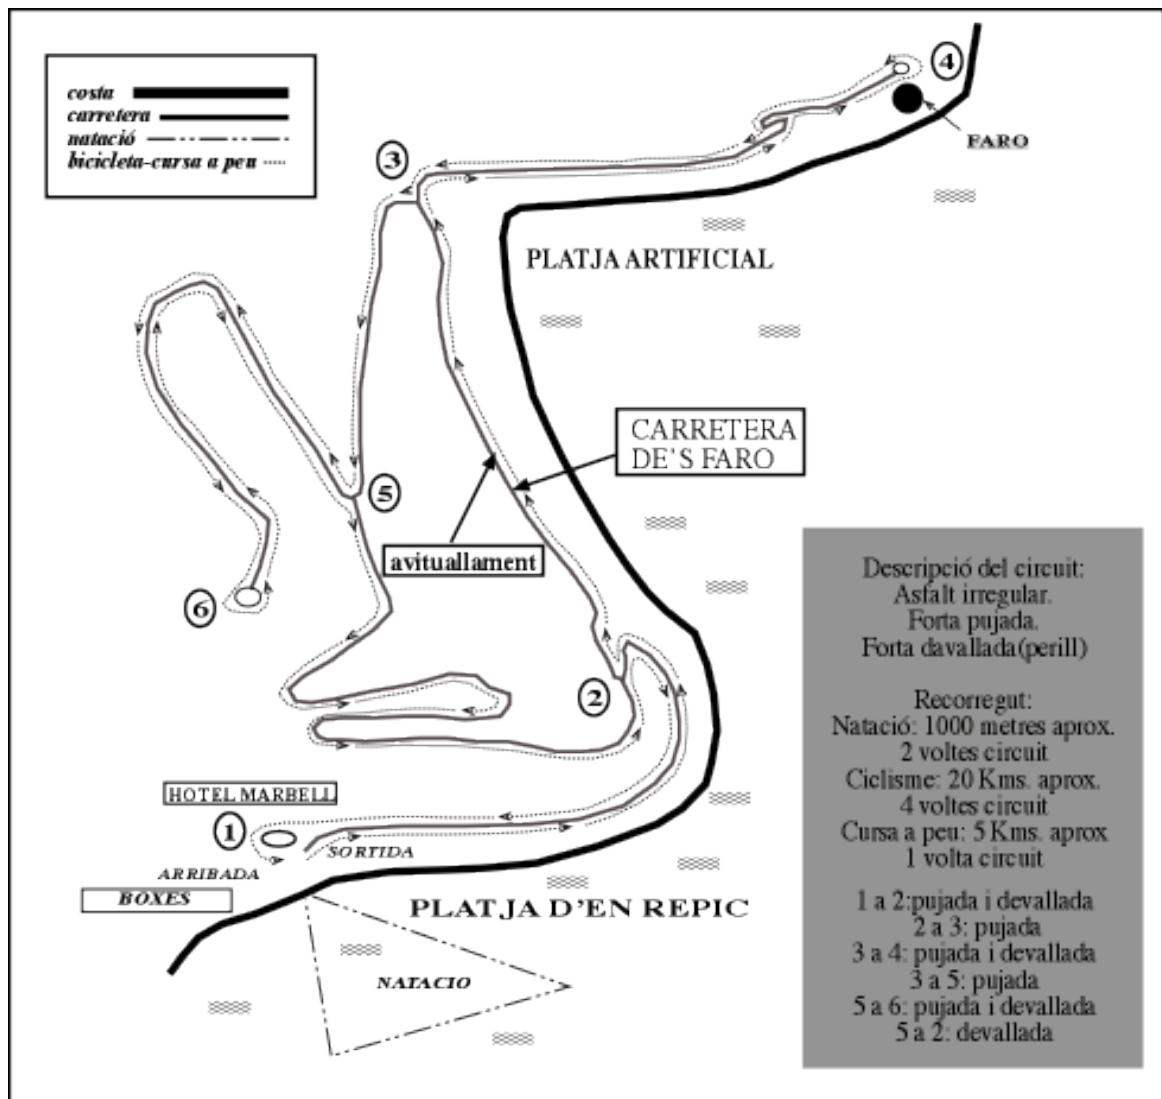 costa
carretera
natació
bicicleta-cursa a peu
4
FARO
3
PLATJA ARTIFICIAL
CARRETERA
DE'S FARO
5
avituallament
6
2
HOTEL MARBELL
1
SORTIDA
ARRIBADA
BOXES
PLATJA D'EN REPIC
NATACIO
Descripció del circuit:
Asfalt irregular.
Forta pujada.
Forta davallada(perill)
Recorregut:
Natació: 1000 metres aprox.
2 voltes circuit
Ciclisme: 20 Kms. aprox.
4 voltes circuit
Cursa a peu: 5 Kms. aprox
1 volta circuit
1 a 2:pujada i devallada
2 a 3: pujada
3 a 4: pujada i devallada
3 a 5: pujada
5 a 6: pujada i devallada
5 a 2: devallada